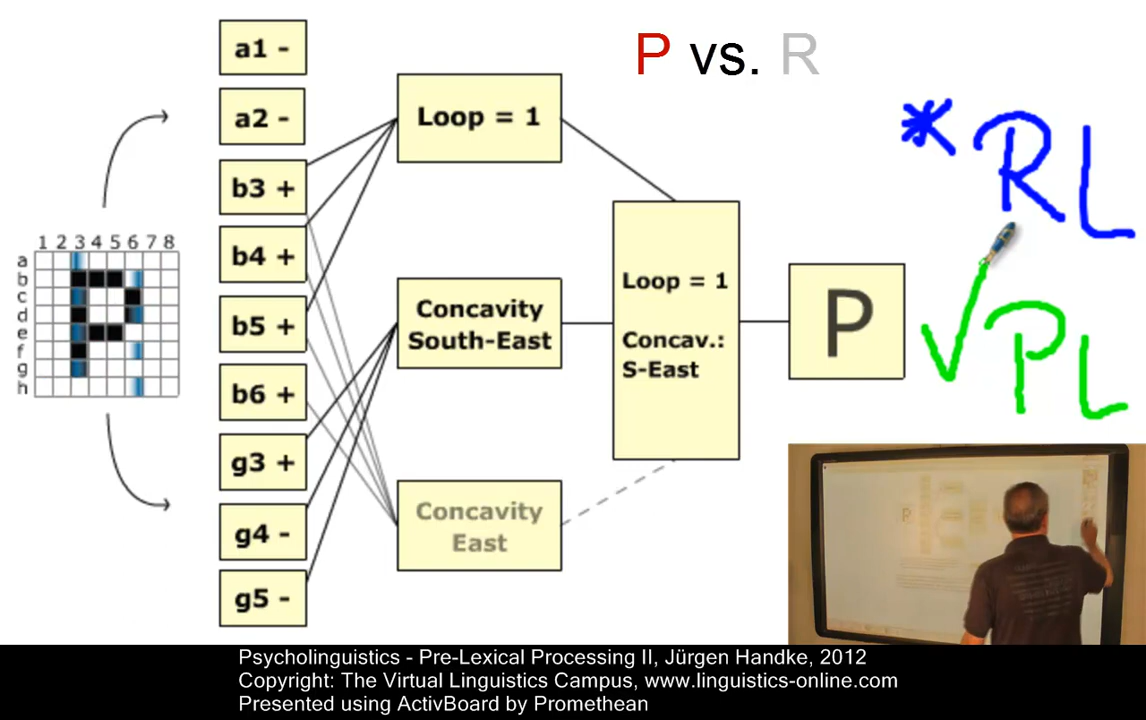 P vs. R
a1 -
a2 -
b3 +
b4 +
b5 +
b6 +
g3 +
g4 -
g5 -
1 2 3 4 5 6 7 8
a
b
c
d
e
f
g
h
Loop = 1
Concavity
South-East
Concavity
East
Loop = 1
Concav.:
S-East
P
* RL
√ PL
Psycholinguistics - Pre-Lexical Processing II, Jürgen Handke, 2012
Copyright: The Virtual Linguistics Campus, www.linguistics-online.com
Presented using ActivBoard by Promethean